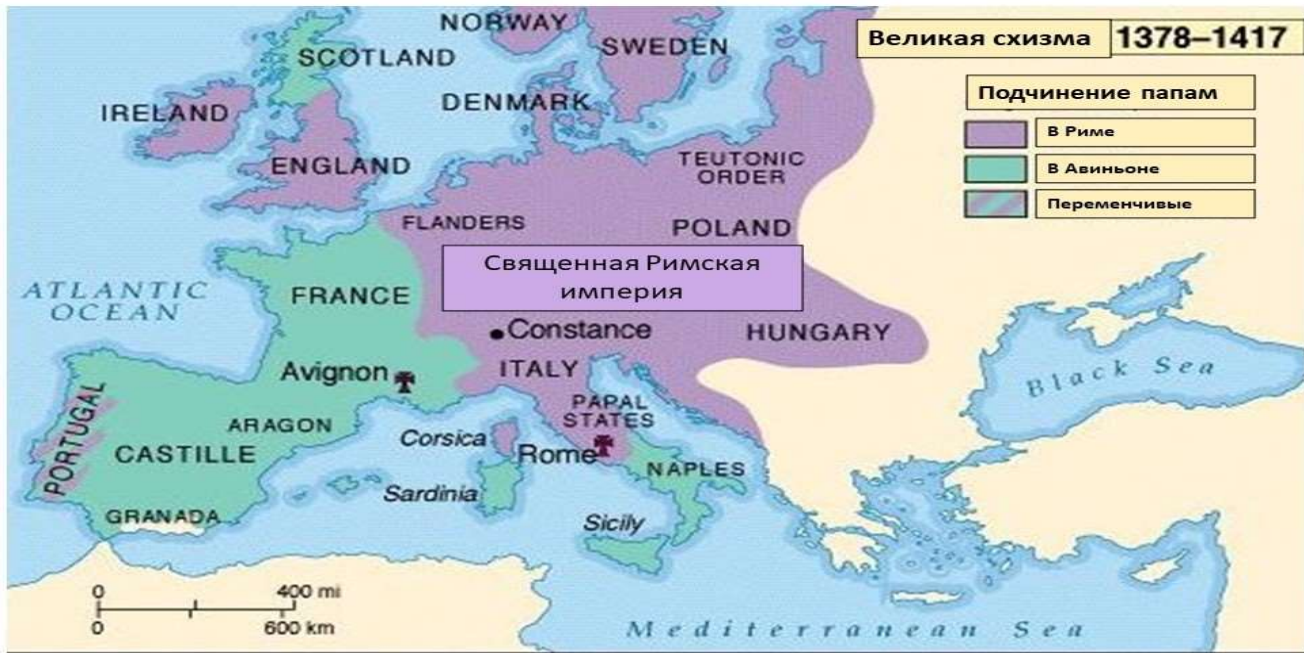 Великая схизма
1378–1417
Подчинение папам
В Риме
В Авиньоне
Переменчивые
NORWAY
SWEDEN
SCOTLAND
DENMARK
IRELAND
ENGLAND
TEUTONIC
ORDER
FLANDERS
POLAND
Священная Римская
империя
ATLANTIC
OCEAN
FRANCE
Constance
HUNGARY
ITALY
Avignon
PAPAL
STATES
Black Sea
PORTUGAL
ARAGON
CASTILLE
Corsica
Rome
NAPLES
Sardinia
GRANADA
Sicily
0 400 mi
0 600 km
Mediterranean Sea